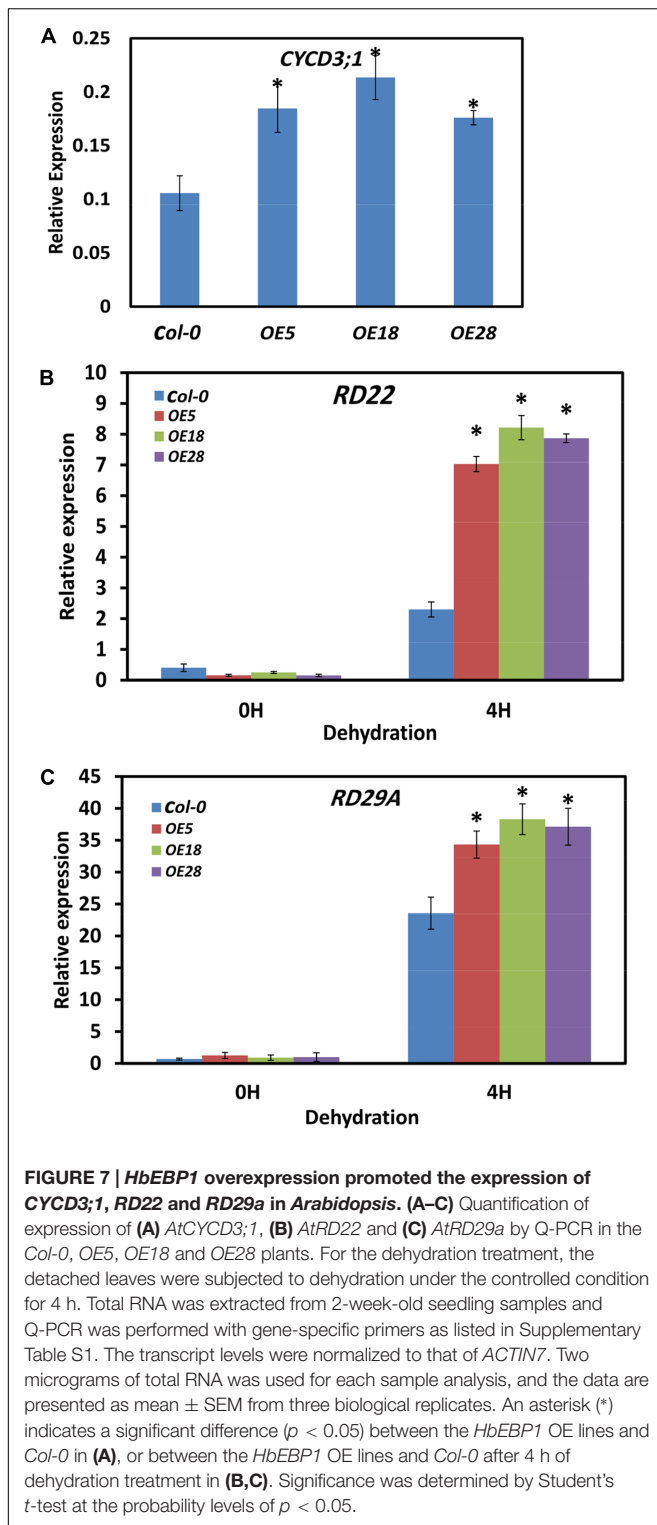 A
CYCD3;1
Relative Expression
0.25
0.2
0.15
0.1
0.05
0
*
*
*
Col-0 OE5 OE18 OE28
B
RD22
Relative expression
10
9
8
7
6
5
4
3
2
1
0
Col-0
OE5
OE18
OE28
*
*
*
0H 4H
Dehydration
C
RD29A
Relative expression
45
40
35
30
25
20
15
10
5
0
Col-0
OE5
OE18
OE28
*
*
*
0H 4H
Dehydration
FIGURE 7 | HbEBP1 overexpression promoted the expression of
CYCD3;1, RD22 and RD29a in Arabidopsis. (A–C) Quantification of
expression of (A) AtCYCD3;1, (B) AtRD22 and (C) AtRD29a by Q-PCR in the
Col-0, OE5, OE18 and OE28 plants. For the dehydration treatment, the
detached leaves were subjected to dehydration under the controlled condition
for 4 h. Total RNA was extracted from 2-week-old seedling samples and
Q-PCR was performed with gene-specific primers as listed in Supplementary
Table S1. The transcript levels were normalized to that of ACTIN7. Two
micrograms of total RNA was used for each sample analysis, and the data are
presented as mean ± SEM from three biological replicates. An asterisk (*)
indicates a significant difference (p < 0.05) between the HbEBP1 OE lines and
Col-0 in (A), or between the HbEBP1 OE lines and Col-0 after 4 h of
dehydration treatment in (B,C). Significance was determined by Student's
t-test at the probability levels of p < 0.05.